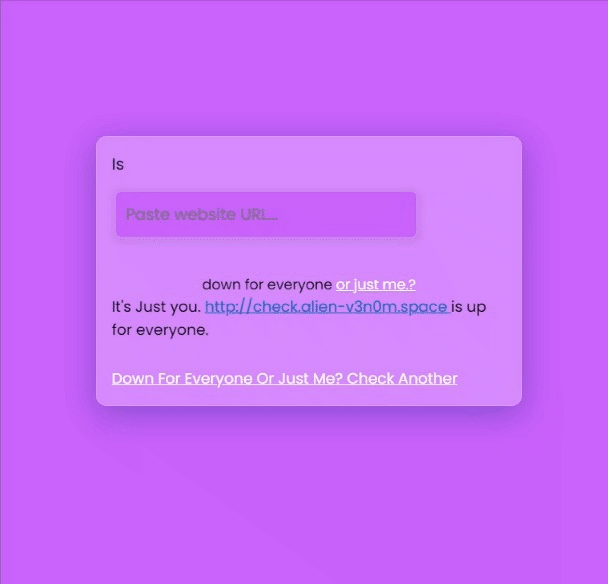 Is
Paste website URL...
down for everyone or just me.?
It's Just you. http://check.alien-v3n0m.space is up
for everyone.
Down For Everyone Or Just Me? Check Another